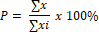 P = ∑x / ∑xi x 100%